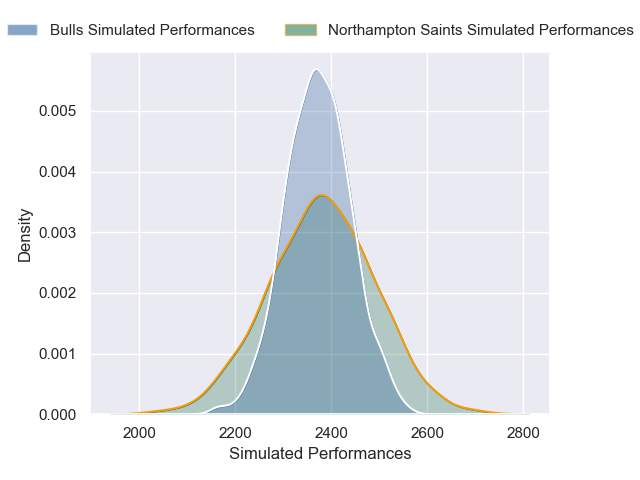 Bulls Simulated Performances
Northampton Saints Simulated Performances
0.005
0.004
0.003
0.002
0.001
0.000
Density
2000 2200 2400 2600 2800
Simulated Performances